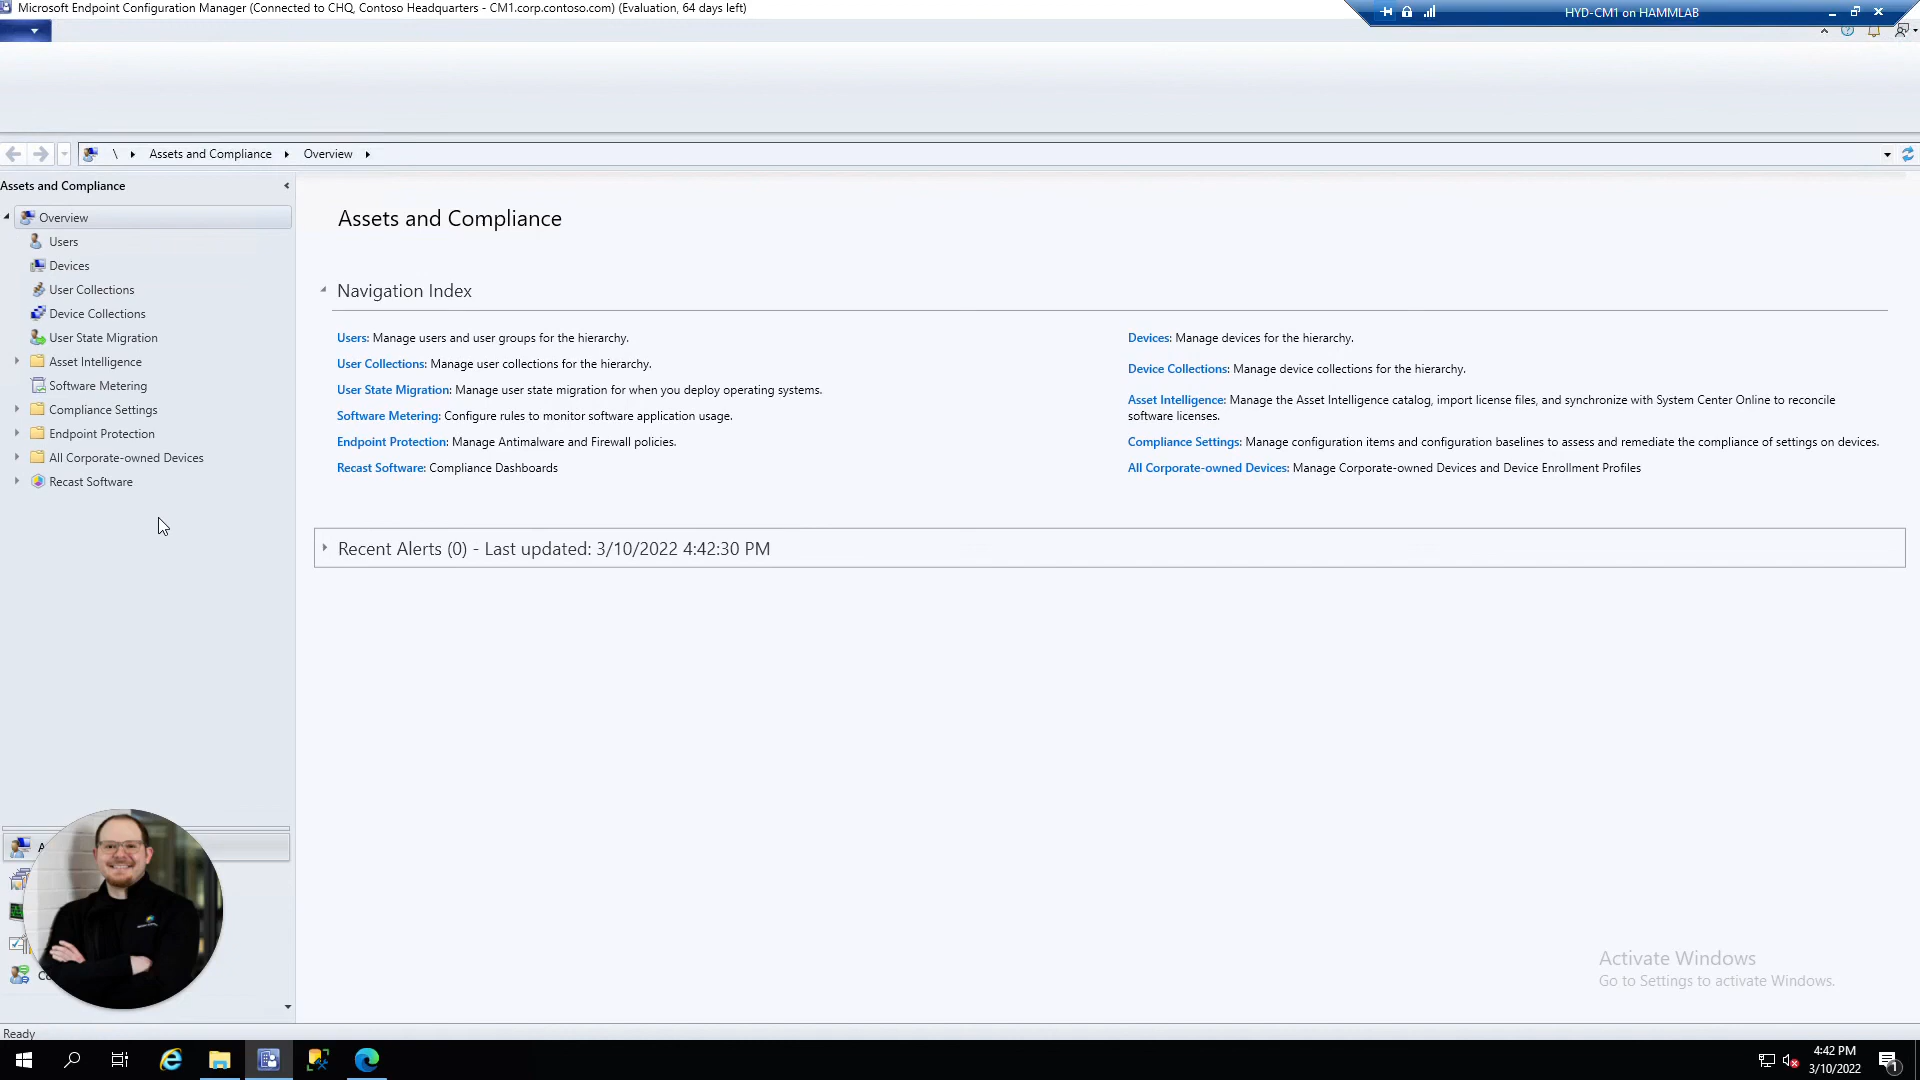 Microsoft Endpoint Configuration Manager (Connected to CHQ, Contoso Headquarters - CM1.corp.contoso.com) (Evaluation, 64 days left)
HYD-CM1 on HAMMLAB
\ Assets and Compliance Overview
Assets and Compliance
Overview
Users
Devices
User Collections
Device Collections
User State Migration
Asset Intelligence
Software Metering
Compliance Settings
Endpoint Protection
All Corporate-owned Devices
Recast Software
Assets and Compliance
Navigation Index
Users: Manage users and user groups for the hierarchy.
User Collections: Manage user collections for the hierarchy.
User State Migration: Manage user state migration for when you deploy operating systems.
Software Metering: Configure rules to monitor software application usage.
Endpoint Protection: Manage Antimalware and Firewall policies.
Recast Software: Compliance Dashboards
Devices: Manage devices for the hierarchy.
Device Collections: Manage device collections for the hierarchy.
Asset Intelligence: Manage the Asset Intelligence catalog, import license files, and synchronize with System Center Online to reconcile
software licenses.
Compliance Settings: Manage configuration items and configuration baselines to assess and remediate the compliance of settings on devices.
All Corporate-owned Devices: Manage Corporate-owned Devices and Device Enrollment Profiles
Recent Alerts (0) - Last updated: 3/10/2022 4:42:30 PM
Activate Windows
Go to Settings to activate Windows.
Ready
4:42 PM
3/10/2022
1